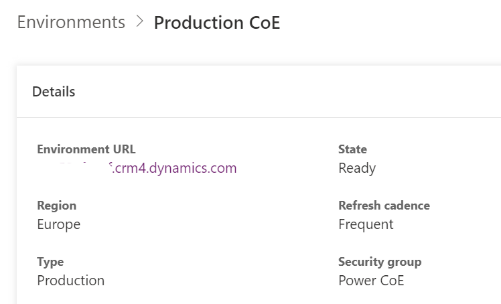 Environments > Production CoE
Details
Environment URL
.crm4.dynamics.com
State
Ready
Region
Europe
Refresh cadence
Frequent
Type
Production
Security group
Power CoE